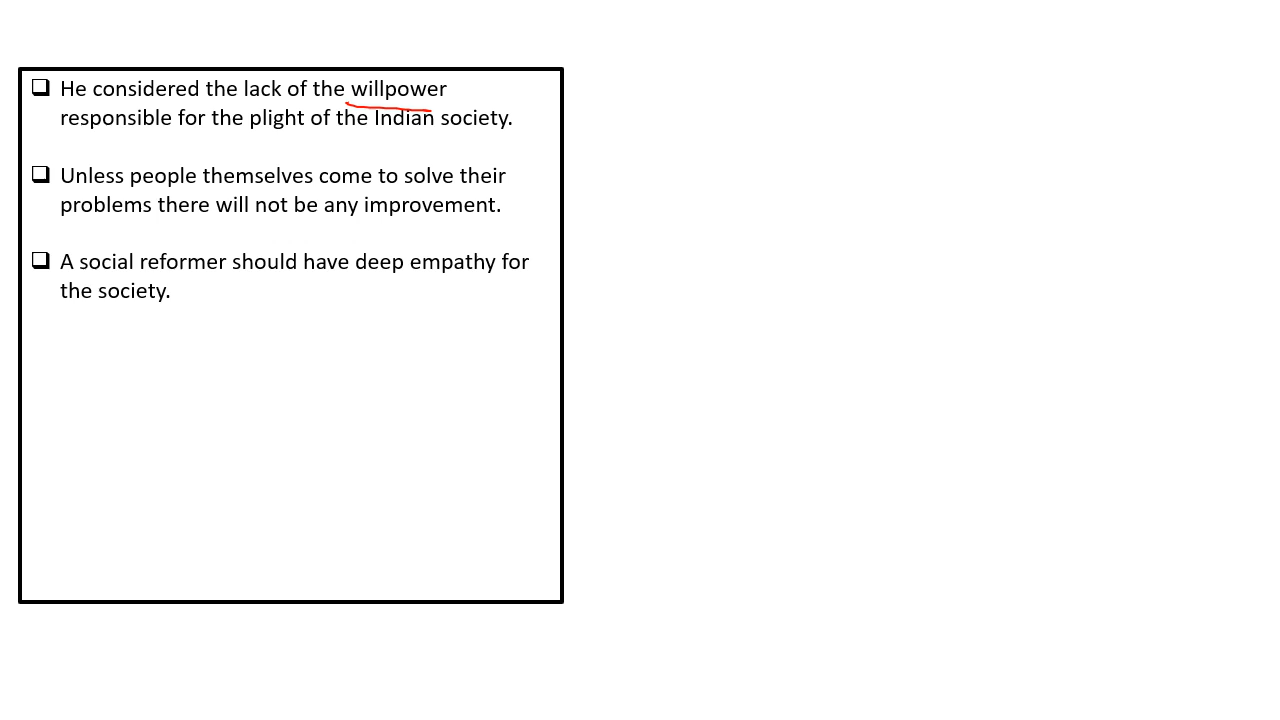 ❑ He considered the lack of the willpower
responsible for the plight of the Indian society.
❑ Unless people themselves come to solve their
problems there will not be any improvement.
❑ A social reformer should have deep empathy for
the society.